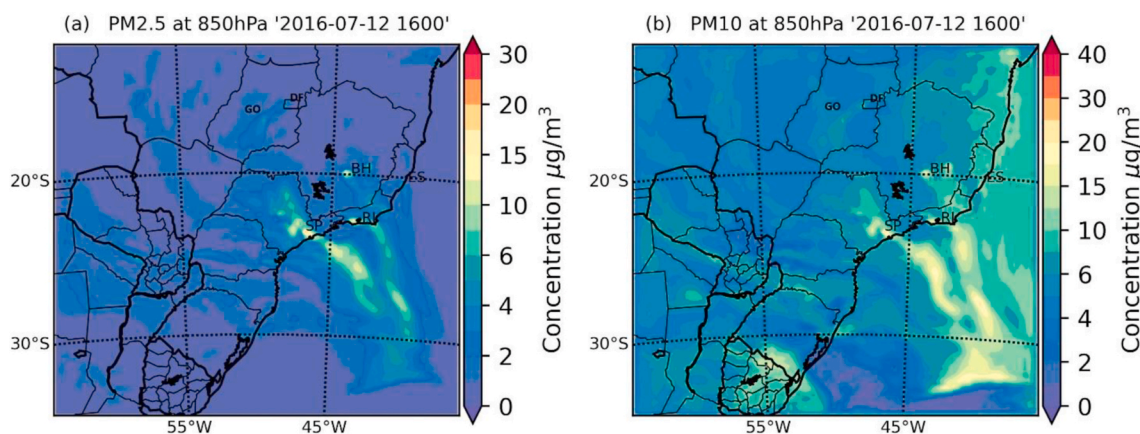 (a) PM2.5 at 850hPa '2016-07-12 1600'
30
20
15
10
6
4
2
0
Concentration µg/m³
GO
DF
BH
ES
SP
RJ
20°S
30°S
55°W
45°W
(b) PM10 at 850hPa '2016-07-12 1600'
40
30
20
15
10
6
4
2
0
Concentration µg/m³
GO
DF
BH
ES
SP
RJ
20°S
30°S
55°W
45°W